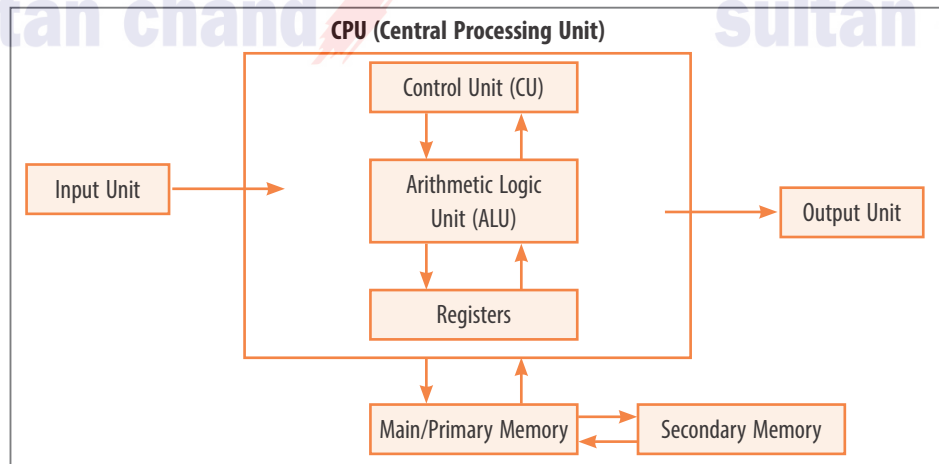 tan chand
sultan
CPU (Central Processing Unit)
Control Unit (CU)
Input Unit
Arithmetic Logic
Unit (ALU)
Output Unit
Registers
Main/Primary Memory
Secondary Memory